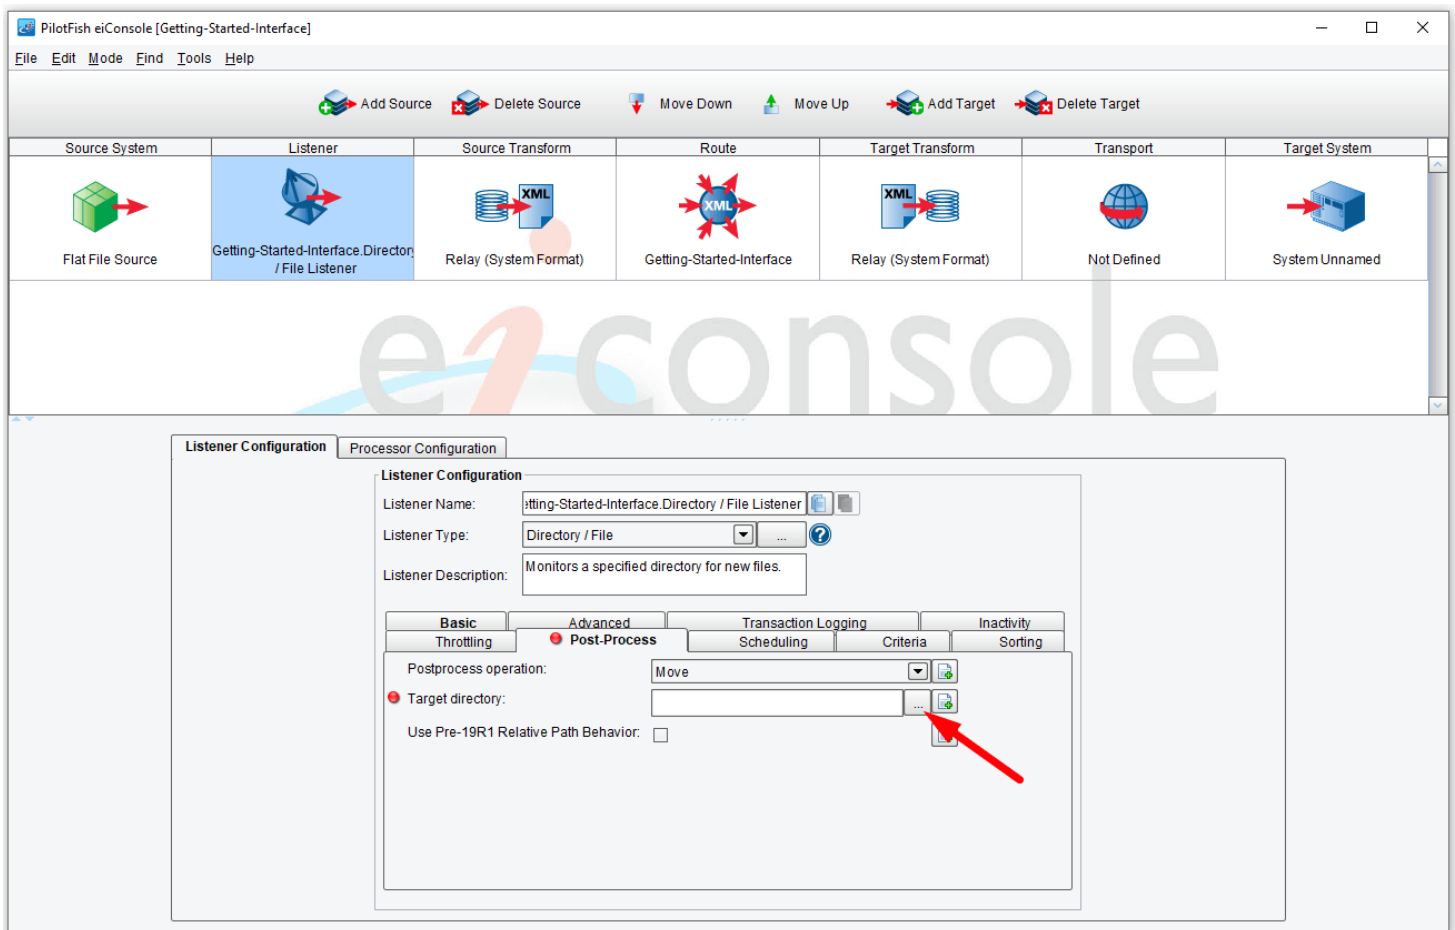 PilotFish eiConsole [Getting-Started-Interface]
File Edit Mode Find Tools Help
Add Source Delete Source Move Down Move Up Add Target Delete Target
Source System Listener Source Transform Route Target Transform Transport Target System
XML XML XML
Flat File Source Getting-Started-Interface.Director / File Listener Relay (System Format) Getting-Started-Interface Relay (System Format) Not Defined System Unnamed
eiconsole
Listener Configuration Processor Configuration
Listener Configuration
Listener Name: etting-Started-Interface.Directory / File Listener
Listener Type: Directory / File ... ?
Listener Description: Monitors a specified directory for new files.
Basic Advanced Transaction Logging Inactivity
Throttling Post-Process Scheduling Criteria Sorting
Postprocess operation: Move
Target directory: ...
Use Pre-19R1 Relative Path Behavior: